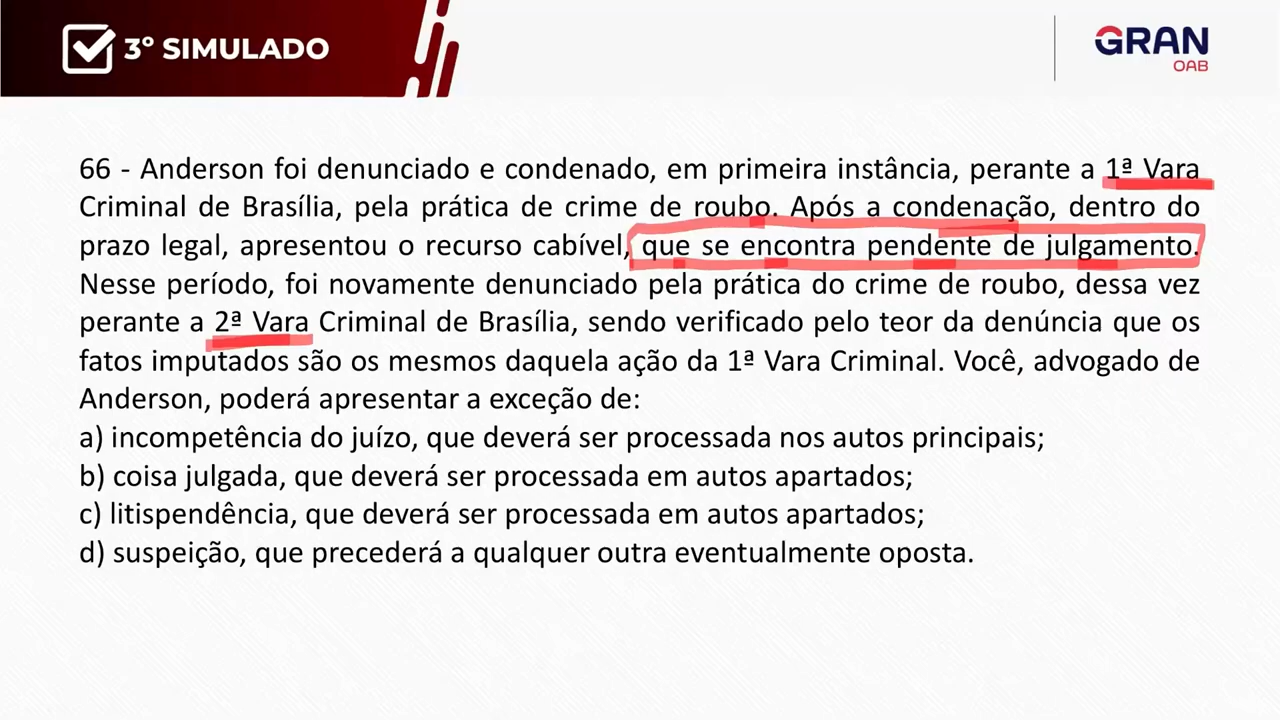 3º SIMULADO
GRAN
OAB
66 - Anderson foi denunciado e condenado, em primeira instância, perante a 1ª Vara
Criminal de Brasília, pela prática de crime de roubo. Após a condenação, dentro do
prazo legal, apresentou o recurso cabível, que se encontra pendente de julgamento.
Nesse período, foi novamente denunciado pela prática do crime de roubo, dessa vez
perante a 2ª Vara Criminal de Brasília, sendo verificado pelo teor da denúncia que os
fatos imputados são os mesmos daquela ação da 1ª Vara Criminal. Você, advogado de
Anderson, poderá apresentar a exceção de:
a) incompetência do juízo, que deverá ser processada nos autos principais;
b) coisa julgada, que deverá ser processada em autos apartados;
c) litispendência, que deverá ser processada em autos apartados;
d) suspeição, que precederá a qualquer outra eventualmente oposta.